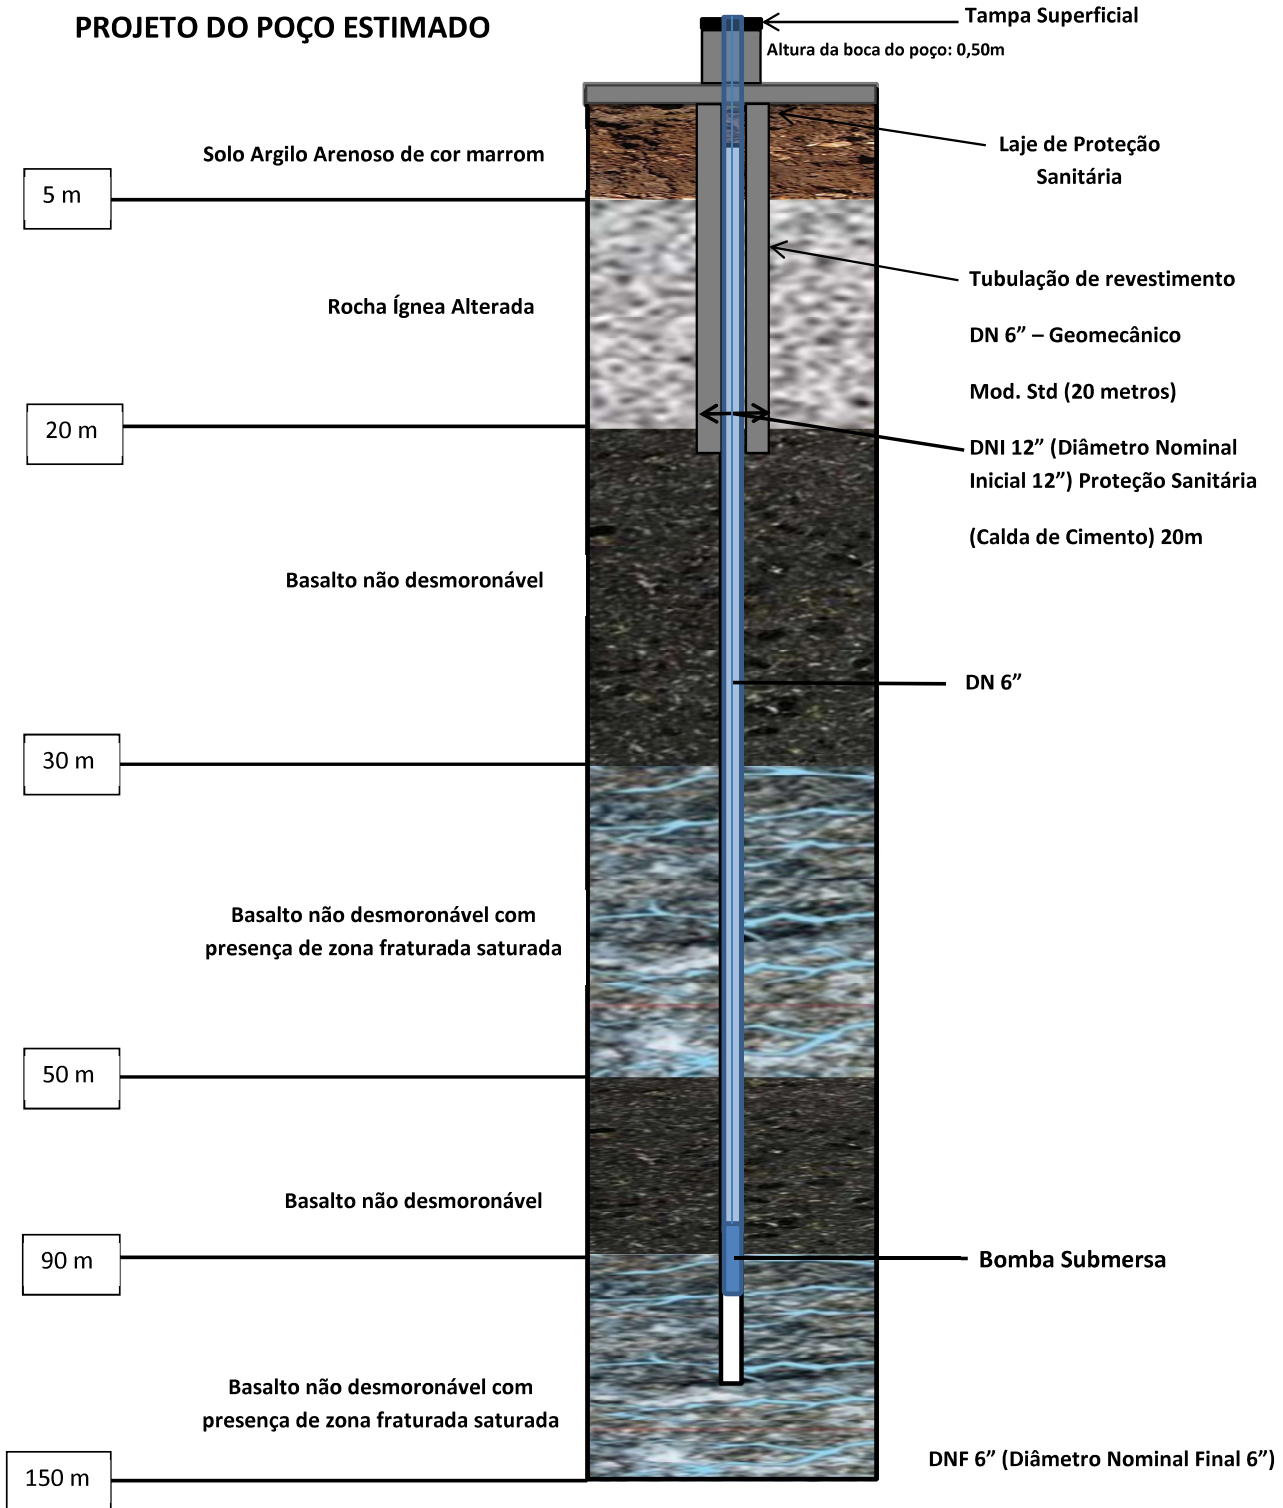 PROJETO DO POÇO ESTIMADO
Tampa Superficial
Altura da boca do poço: 0,50m
Solo Argilo Arenoso de cor marrom
Laje de Proteção
Sanitária
5 m
Rocha Ígnea Alterada
Tubulação de revestimento
DN 6” – Geomecânico
Mod. Std (20 metros)
20 m
DNI 12” (Diâmetro Nominal
Inicial 12”) Proteção Sanitária
(Calda de Cimento) 20m
Basalto não desmoronável
DN 6”
30 m
Basalto não desmoronável com
presença de zona fraturada saturada
50 m
Basalto não desmoronável
90 m
Bomba Submersa
Basalto não desmoronável com
presença de zona fraturada saturada
DNF 6” (Diâmetro Nominal Final 6”)
150 m